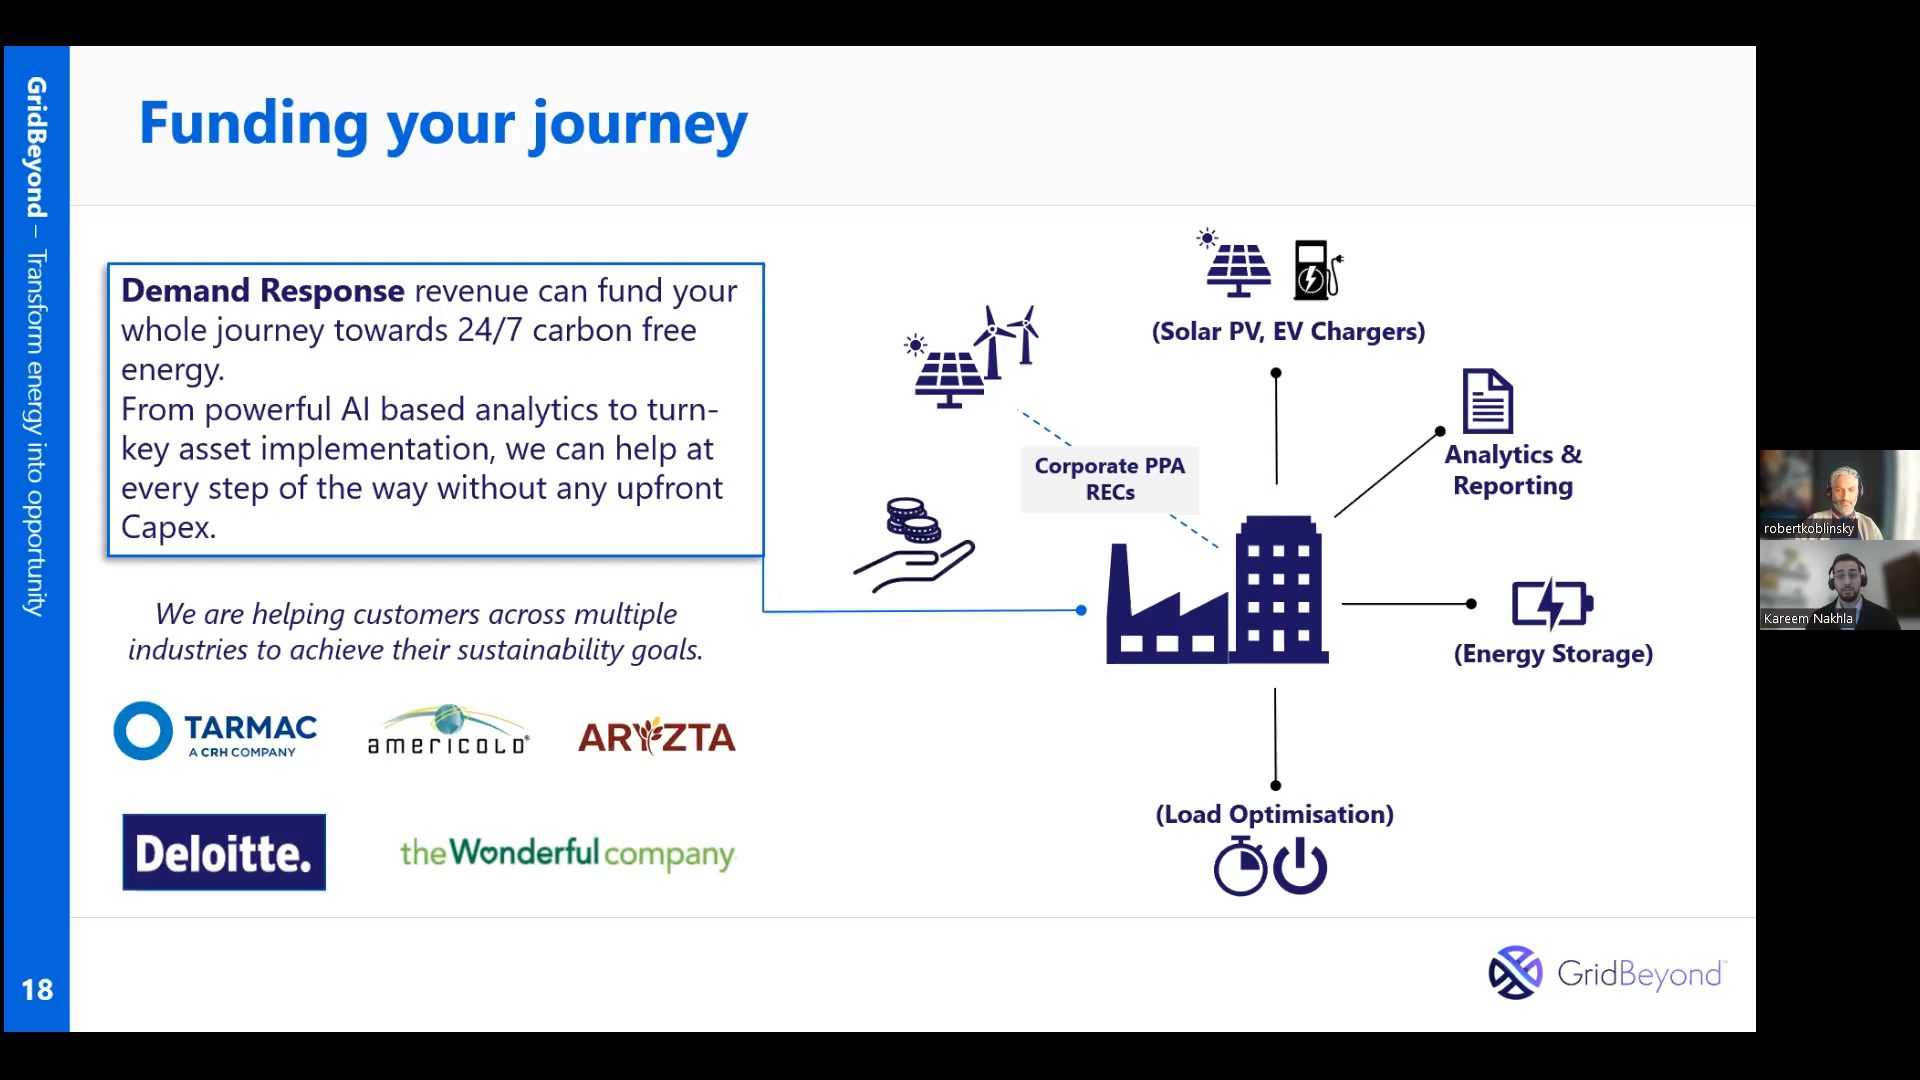 GridBeyond – Transform energy into opportunity
18
Funding your journey
Demand Response revenue can fund your
whole journey towards 24/7 carbon free
energy.
From powerful AI based analytics to turn-
key asset implementation, we can help at
every step of the way without any upfront
Capex.
We are helping customers across multiple
industries to achieve their sustainability goals.
TARMAC
A CRH COMPANY
americold®
ARYZTA
Deloitte.
the Wonderful company
(Solar PV, EV Chargers)
Corporate PPA
RECs
Analytics &
Reporting
(Energy Storage)
(Load Optimisation)
GridBeyond™
robertkoblinsky
Kareem Nakhla